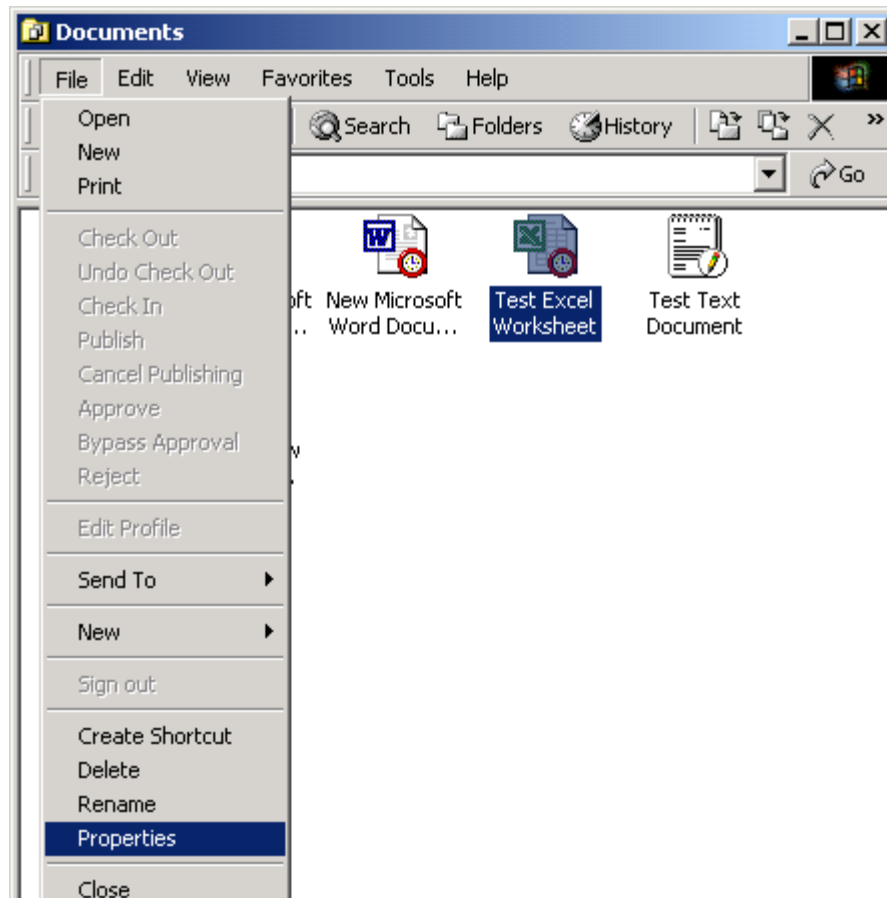 Documents
File Edit View Favorites Tools Help
Search Folders History »
Go
Open
New
Print
Check Out
Undo Check Out
Check In
Publish
Cancel Publishing
Approve
Bypass Approval
Reject
Edit Profile
Send To
New
Sign out
Create Shortcut
Delete
Rename
Properties
Close
New Microsoft
Word Docu...
Test Excel
Worksheet
Test Text
Document